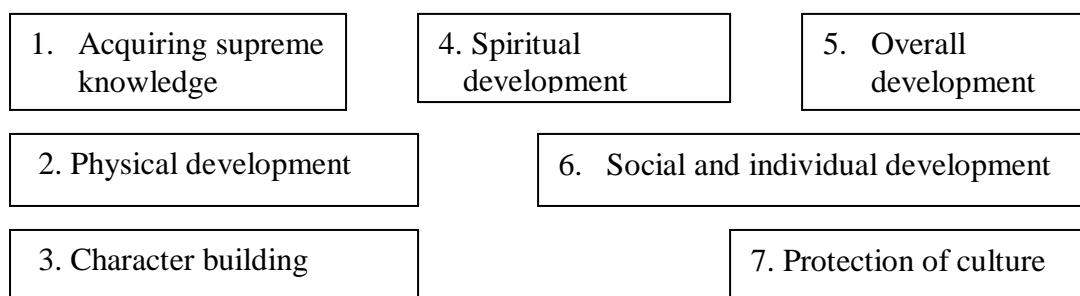 1. Acquiring supreme
knowledge
4. Spiritual
development
5. Overall
development
2. Physical development
6. Social and individual development
3. Character building
7. Protection of culture